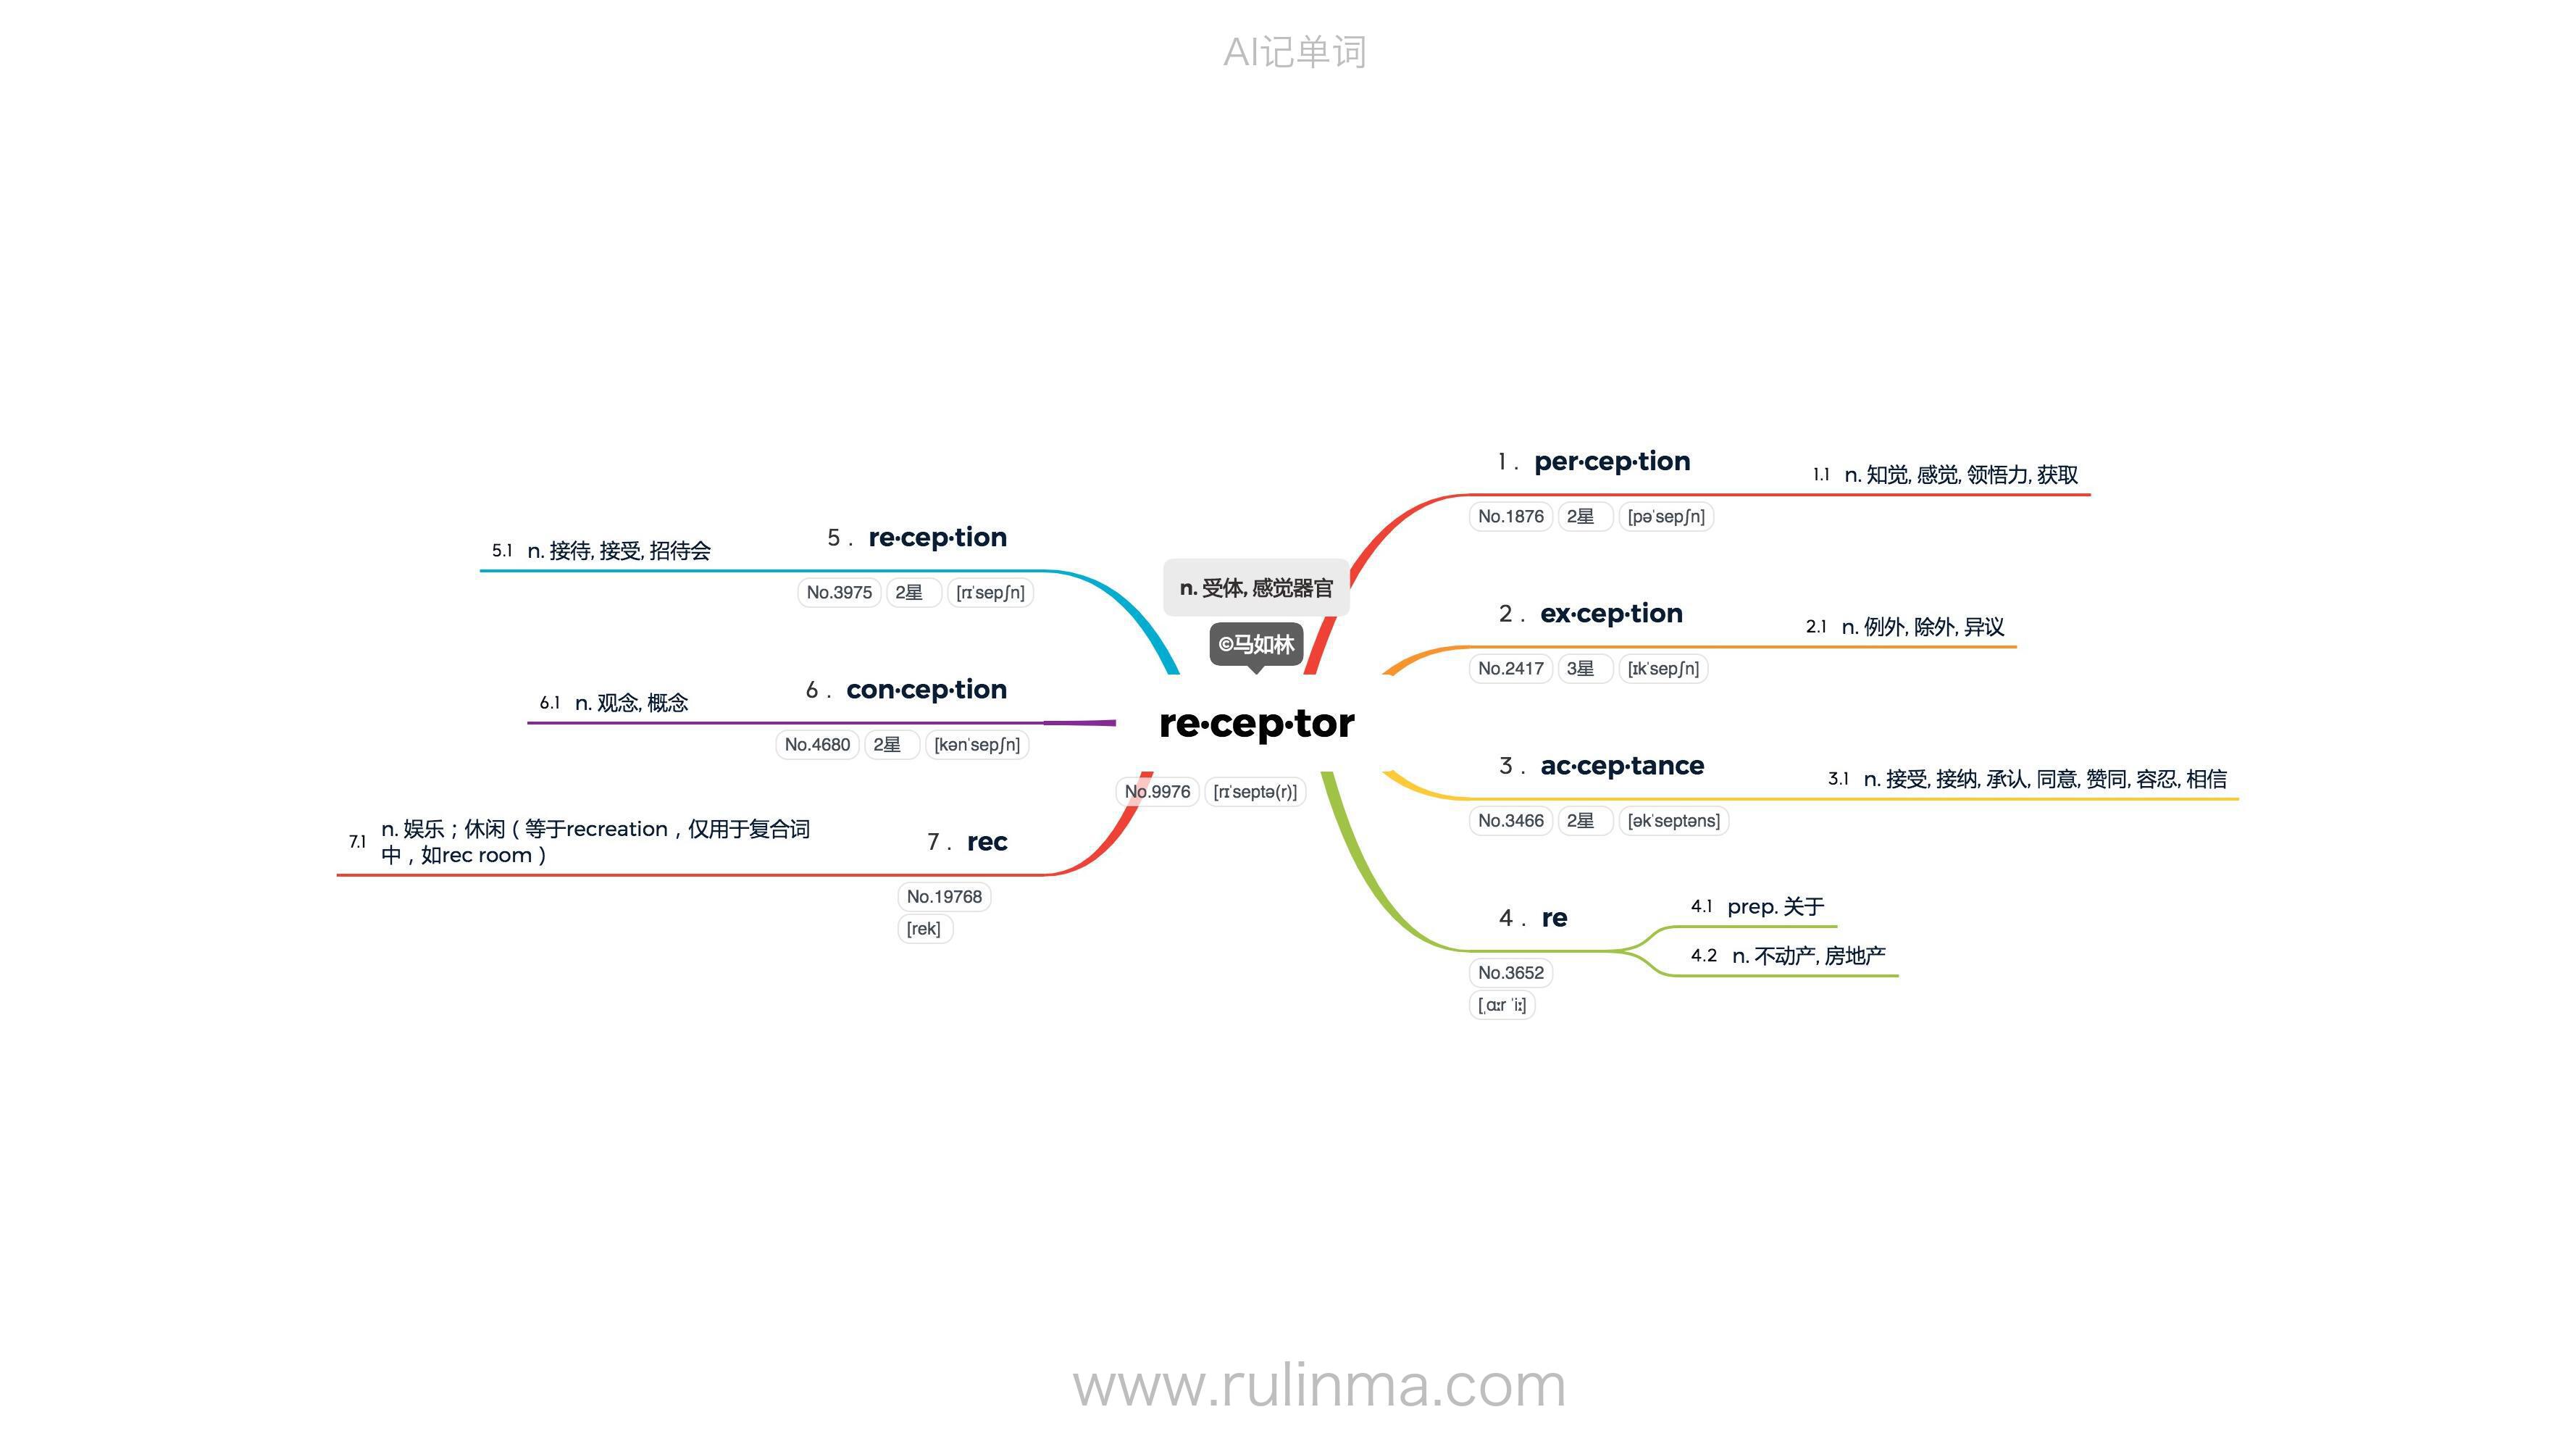 AI记单词
1 . per·cep·tion
No.1876 2星 [pəˈsepʃn]
1.1 n. 知觉, 感觉, 领悟力, 获取
2 . ex·cep·tion
No.2417 3星 [ɪkˈsepʃn]
2.1 n. 例外, 除外, 异议
3 . ac·cep·tance
No.3466 2星 [əkˈseptəns]
3.1 n. 接受, 接纳, 承认, 同意, 赞同, 容忍, 相信
4 . re
No.3652
[ˌɑːr ˈiː]
4.1 prep. 关于
4.2 n. 不动产, 房地产
n. 受体, 感觉器官
©马如林
re·cep·tor
No.9976 [rɪˈseptə(r)]
5 . re·cep·tion
No.3975 2星 [rɪˈsepʃn]
5.1 n. 接待, 接受, 招待会
6 . con·cep·tion
No.4680 2星 [kənˈsepʃn]
6.1 n. 观念, 概念
7 . rec
No.19768
[rek]
7.1 n. 娱乐；休闲（等于recreation，仅用于复合词
中，如rec room）
www.rulinma.com